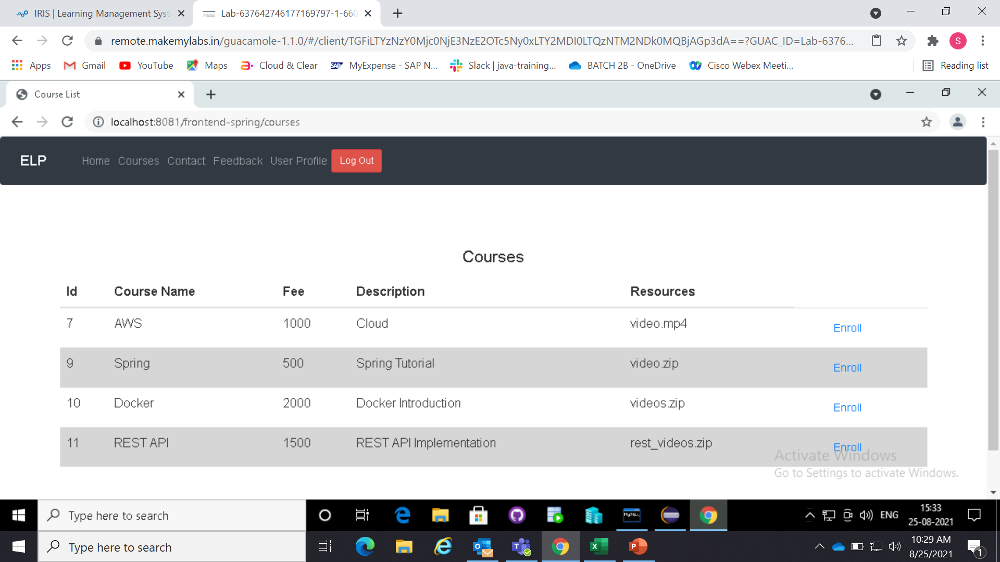 IRIS | Learning Management Syst
Lab-637642746177169797-1-660
remote.makemylabs.in/guacamole-1.1.0/#/client/TGFiLTYzNzY0Mjc0NjE3NzE2OTc5Ny0xLTY2MDI0LTQzNTM2NDk0MQBjAGp3dA==?GUAC_ID=Lab-6376...
S
Apps
Gmail
YouTube
Maps
Cloud & Clear
MyExpense - SAP N...
Slack | java-training...
BATCH 2B - OneDrive
Cisco Webex Meeti...
Reading list
Course List
localhost:8081/frontend-spring/courses
ELP Home Courses Contact Feedback User Profile Log Out
Courses
Id Course Name Fee Description Resources
7 AWS 1000 Cloud video.mp4 Enroll
9 Spring 500 Spring Tutorial video.zip Enroll
10 Docker 2000 Docker Introduction videos.zip Enroll
11 REST API 1500 REST API Implementation rest_videos.zip Enroll
Activate Windows
Go to Settings to activate Windows.
Type here to search
ENG
15:33
25-08-2021
Type here to search
10:29 AM
8/25/2021
1